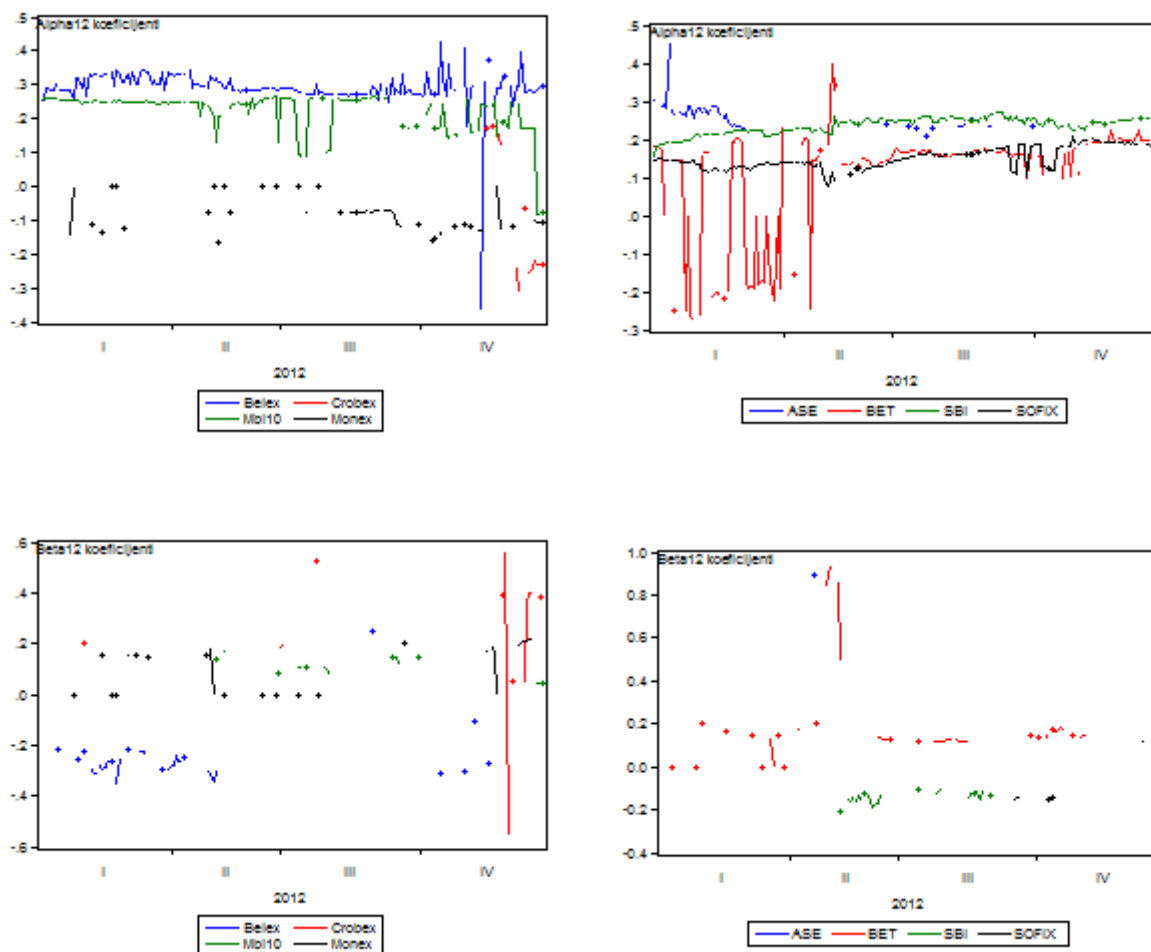 Alpha12 koeficijenti
.5
.4
.3
.2
.1
.0
-.1
-.2
-.3
-.4
I II III IV
2012
Belex Crobex
Mbi10 Monex
Alpha12 koeficijenti
.5
.4
.3
.2
.1
.0
-.1
-.2
-.3
I II III IV
2012
ASE BET SBI SOFIX
Beta12 koeficijenti
.6
.4
.2
.0
-.2
-.4
-.6
I II III IV
2012
Belex Crobex
Mbi10 Monex
Beta12 koeficijenti
1.0
0.8
0.6
0.4
0.2
0.0
-0.2
-0.4
I II III IV
2012
ASE BET SBI SOFIX